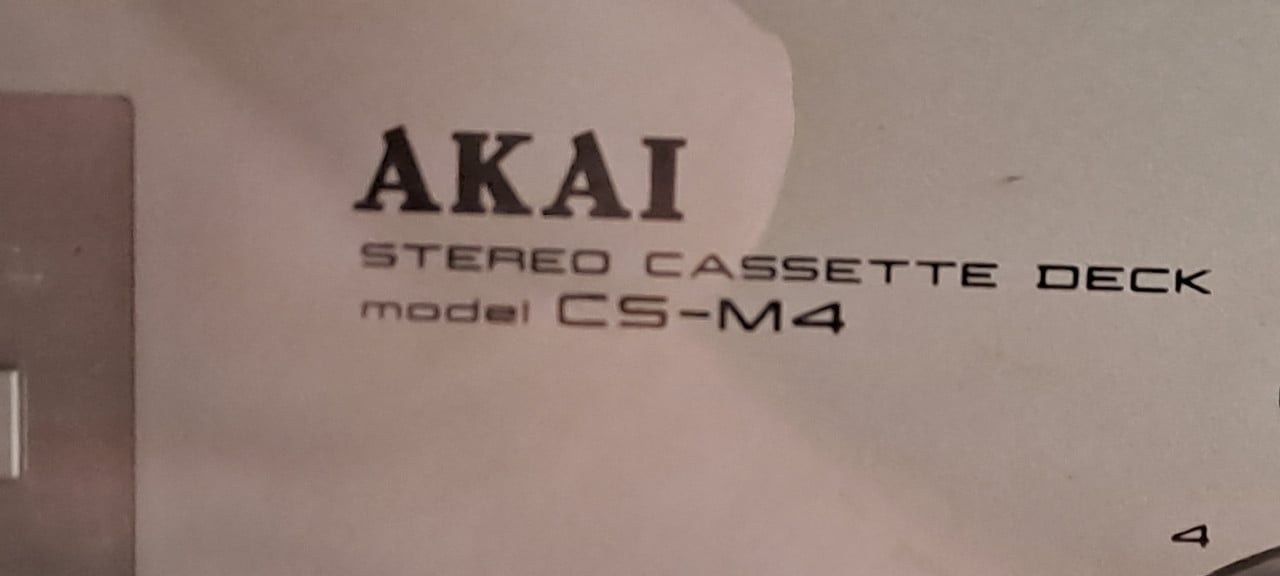 AKAI
STEREO CASSETTE DECK
model CS-M4
4